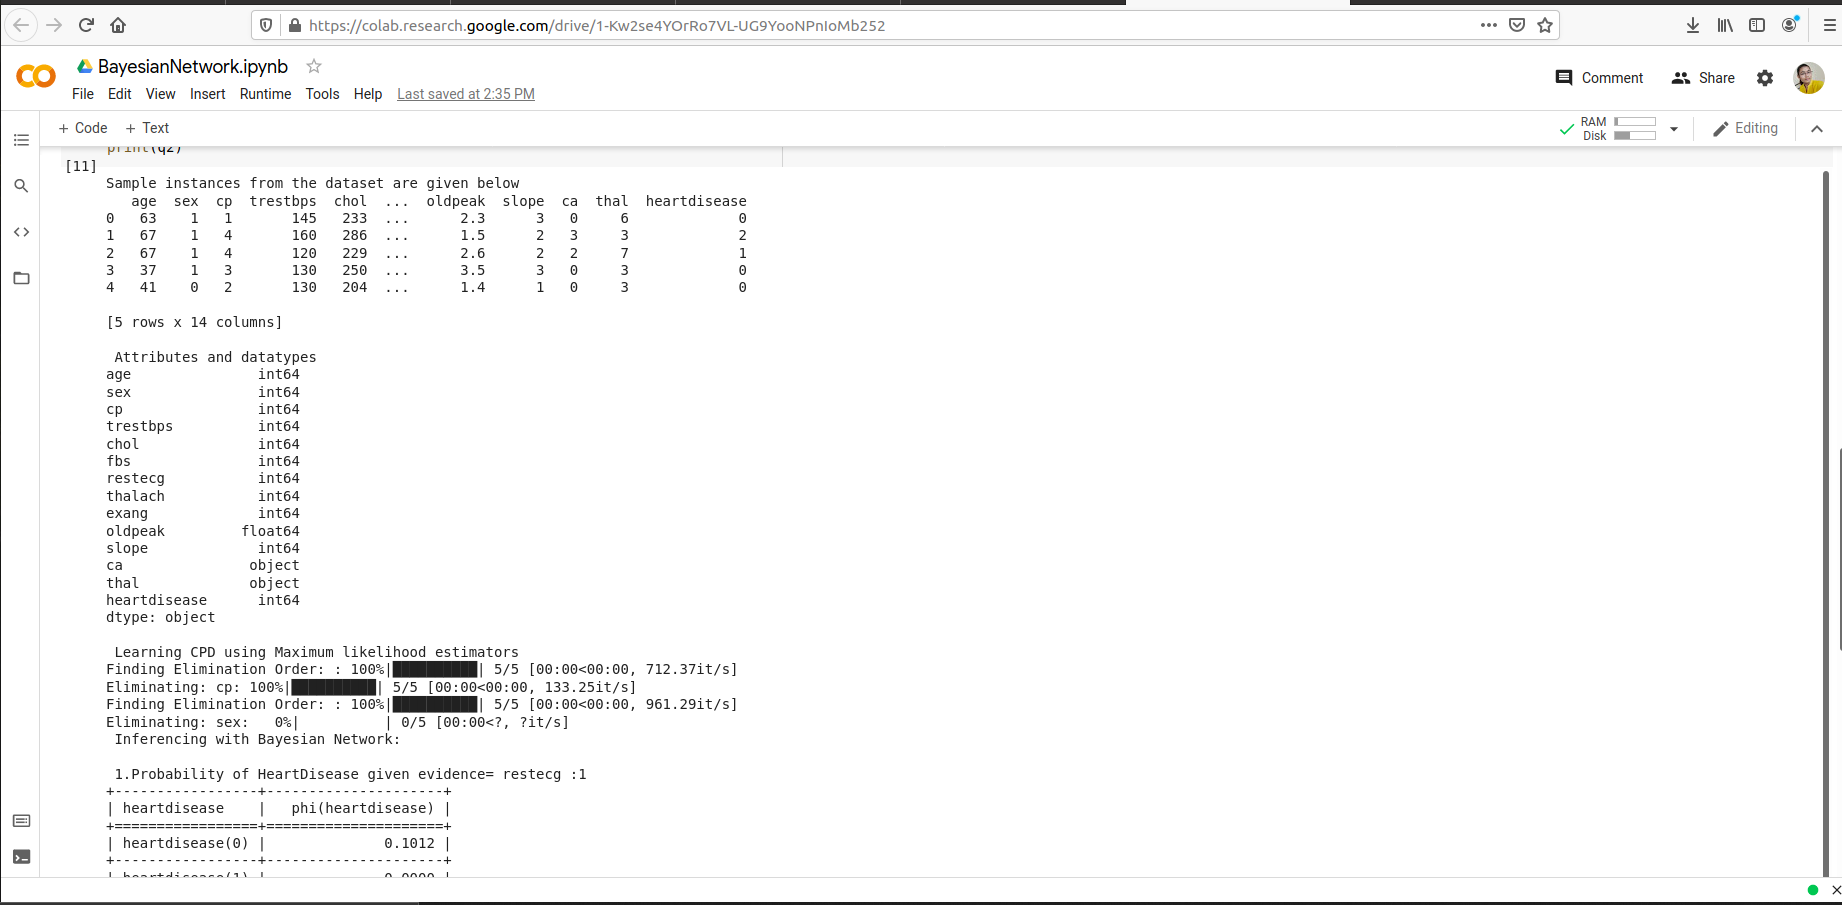 https://colab.research.google.com/drive/1-Kw2se4YOrRo7VL-UG9YooNPnIoMb252
BayesianNetwork.ipynb
Comment
Share
File Edit View Insert Runtime Tools Help Last saved at 2:35 PM
+ Code + Text
RAM
Disk
Editing
print(q2)
[11]
Sample instances from the dataset are given below
   age  sex  cp  trestbps  chol  ...  oldpeak  slope  ca  thal  heartdisease
0   63    1   1       145   233  ...      2.3      3   0     6             0
1   67    1   4       160   286  ...      1.5      2   3     3             2
2   67    1   4       120   229  ...      2.6      2   2     7             1
3   37    1   3       130   250  ...      3.5      3   0     3             0
4   41    0   2       130   204  ...      1.4      1   0     3             0
[5 rows x 14 columns]
Attributes and datatypes
age int64
sex int64
cp int64
trestbps int64
chol int64
fbs int64
restecg int64
thalach int64
exang int64
oldpeak float64
slope int64
ca object
thal object
heartdisease int64
dtype: object
Learning CPD using Maximum likelihood estimators
Finding Elimination Order: : 100%|██████████| 5/5 [00:00<00:00, 712.37it/s]
Eliminating: cp: 100%|██████████| 5/5 [00:00<00:00, 133.25it/s]
Finding Elimination Order: : 100%|██████████| 5/5 [00:00<00:00, 961.29it/s]
Eliminating: sex:   0%|          | 0/5 [00:00<?, ?it/s]
Inferencing with Bayesian Network:
1.Probability of HeartDisease given evidence= restecg :1
+-----------------+---------------------+
| heartdisease    |   phi(heartdisease) |
+=================+=====================+
| heartdisease(0) |              0.1012 |
+-----------------+---------------------+
| heartdisease(1) |